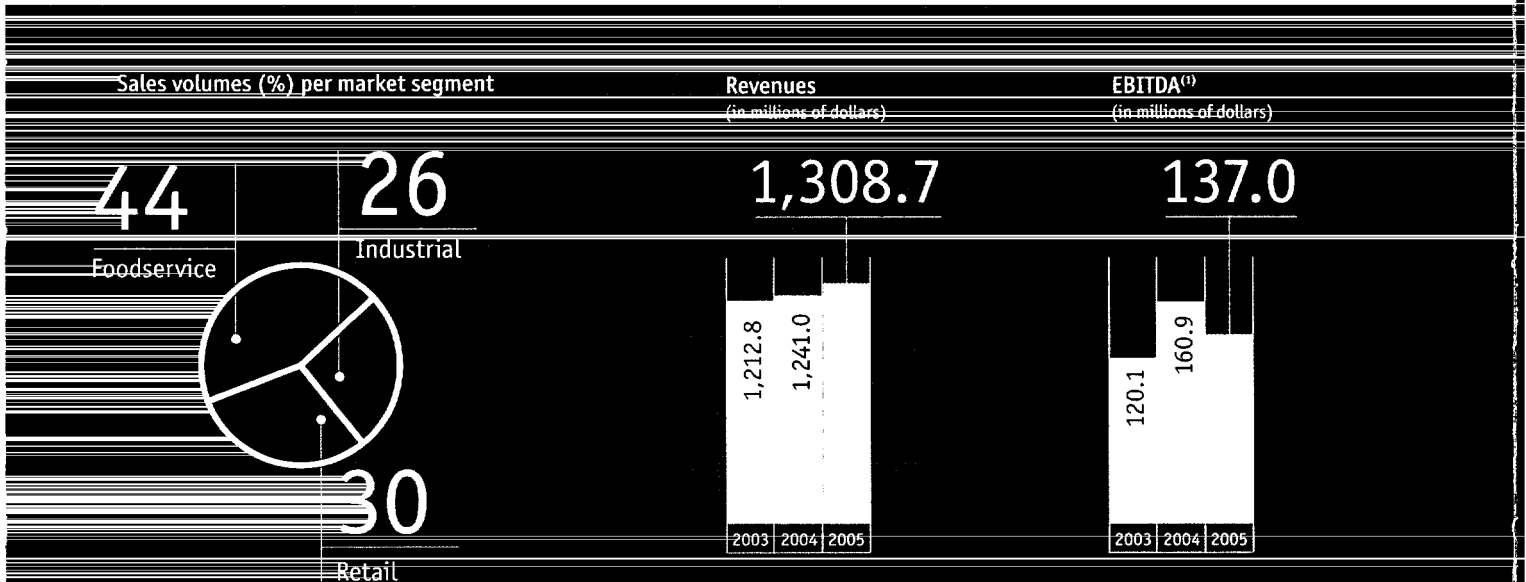 Sales volumes (%) per market segment
44
Foodservice
26
Industrial
30
Retail
Revenues
(in millions of dollars)
1,308.7
1,212.8
1,241.0
2003 2004 2005
EBITDA(1)
(in millions of dollars)
137.0
120.1
160.9
2003 2004 2005